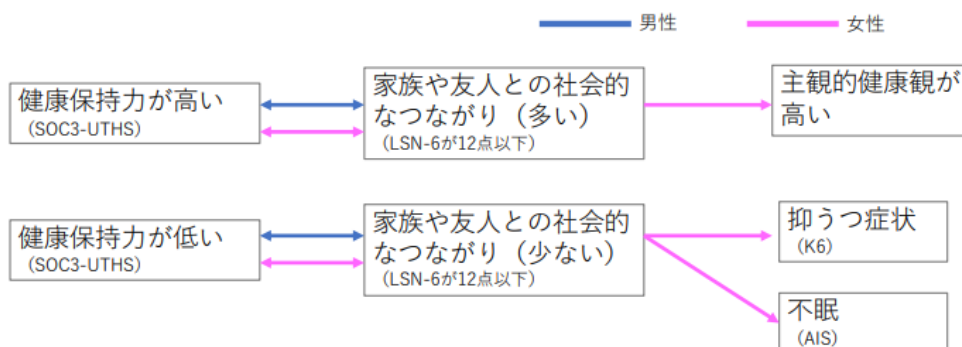 男性
女性
健康保持力が高い
（SOC3-UTHS）
家族や友人との社会的
なつながり（多い）
（LSN-6が12点以下）
主観的健康観が
高い
健康保持力が低い
（SOC3-UTHS）
家族や友人との社会的
なつながり（少ない）
（LSN-6が12点以下）
抑うつ症状
（K6）
不眠
（AIS）